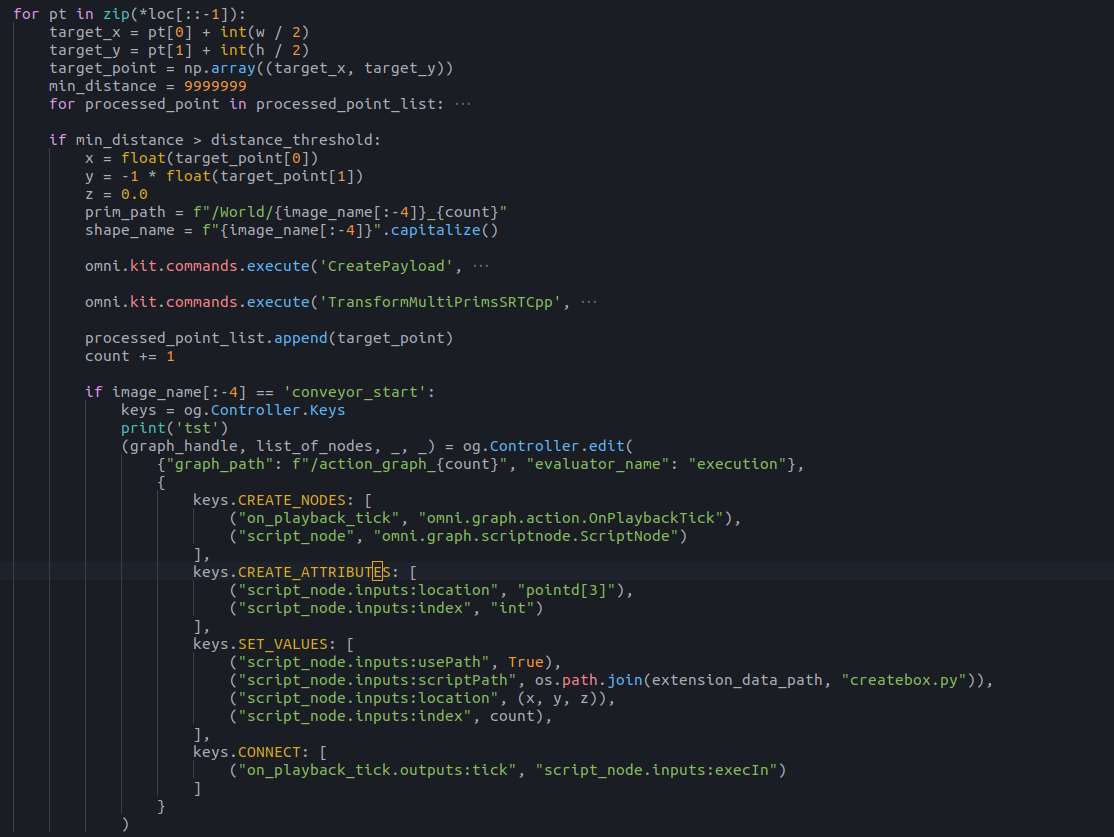 for pt in zip(*loc[::-1]):
target_x = pt[0] + int(w / 2)
target_y = pt[1] + int(h / 2)
target_point = np.array((target_x, target_y))
min_distance = 9999999
for processed_point in processed_point_list: ···
if min_distance > distance_threshold:
x = float(target_point[0])
y = -1 * float(target_point[1])
z = 0.0
prim_path = f"/World/{image_name[:-4]}_{count}"
shape_name = f"{image_name[:-4]}".capitalize()
omni.kit.commands.execute('CreatePayload', ···
omni.kit.commands.execute('TransformMultiPrimsSRTCpp', ···
processed_point_list.append(target_point)
count += 1
if image_name[:-4] == 'conveyor_start':
keys = og.Controller.Keys
print('tst')
(graph_handle, list_of_nodes, _, _) = og.Controller.edit(
{"graph_path": f"/action_graph_{count}", "evaluator_name": "execution"},
{
keys.CREATE_NODES: [
("on_playback_tick", "omni.graph.action.OnPlaybackTick"),
("script_node", "omni.graph.scriptnode.ScriptNode")
],
keys.CREATE_ATTRIBUTES: [
("script_node.inputs:location", "pointd[3]"),
("script_node.inputs:index", "int")
],
keys.SET_VALUES: [
("script_node.inputs:usePath", True),
("script_node.inputs:scriptPath", os.path.join(extension_data_path, "createbox.py")),
("script_node.inputs:location", (x, y, z)),
("script_node.inputs:index", count),
],
keys.CONNECT: [
("on_playback_tick.outputs:tick", "script_node.inputs:execIn")
]
}
)